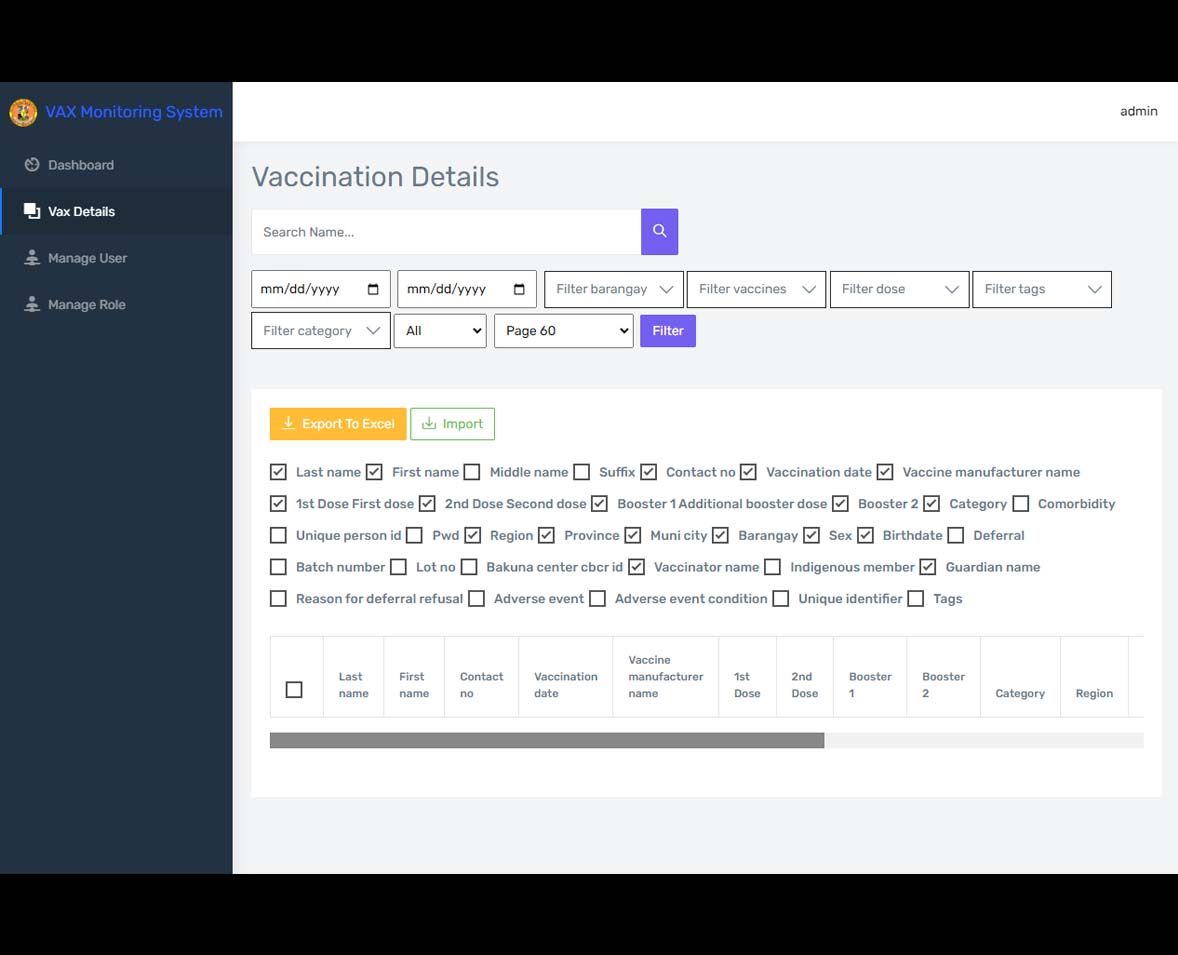 VAX Monitoring System
admin
Dashboard
Vax Details
Manage User
Manage Role
Vaccination Details
Search Name...
mm/dd/yyyy mm/dd/yyyy Filter barangay Filter vaccines Filter dose Filter tags
Filter category All Page 60 Filter
Export To Excel Import
Last name First name Middle name Suffix Contact no Vaccination date Vaccine manufacturer name
1st Dose First dose 2nd Dose Second dose Booster 1 Additional booster dose Booster 2 Category Comorbidity
Unique person id Pwd Region Province Muni city Barangay Sex Birthdate Deferral
Batch number Lot no Bakuna center cbcr id Vaccinator name Indigenous member Guardian name
Reason for deferral refusal Adverse event Adverse event condition Unique identifier Tags
Last name
First name
Contact no
Vaccination date
Vaccine manufacturer name
1st Dose
2nd Dose
Booster 1
Booster 2
Category
Region